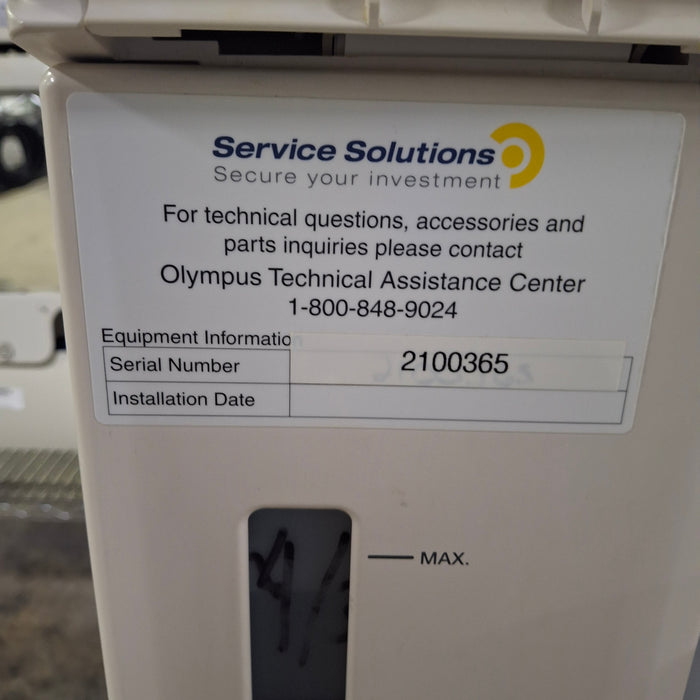 Service Solutions
Secure your investment
For technical questions, accessories and
parts inquiries please contact
Olympus Technical Assistance Center
1-800-848-9024
Equipment Information
Serial Number 2100365
Installation Date
MAX.